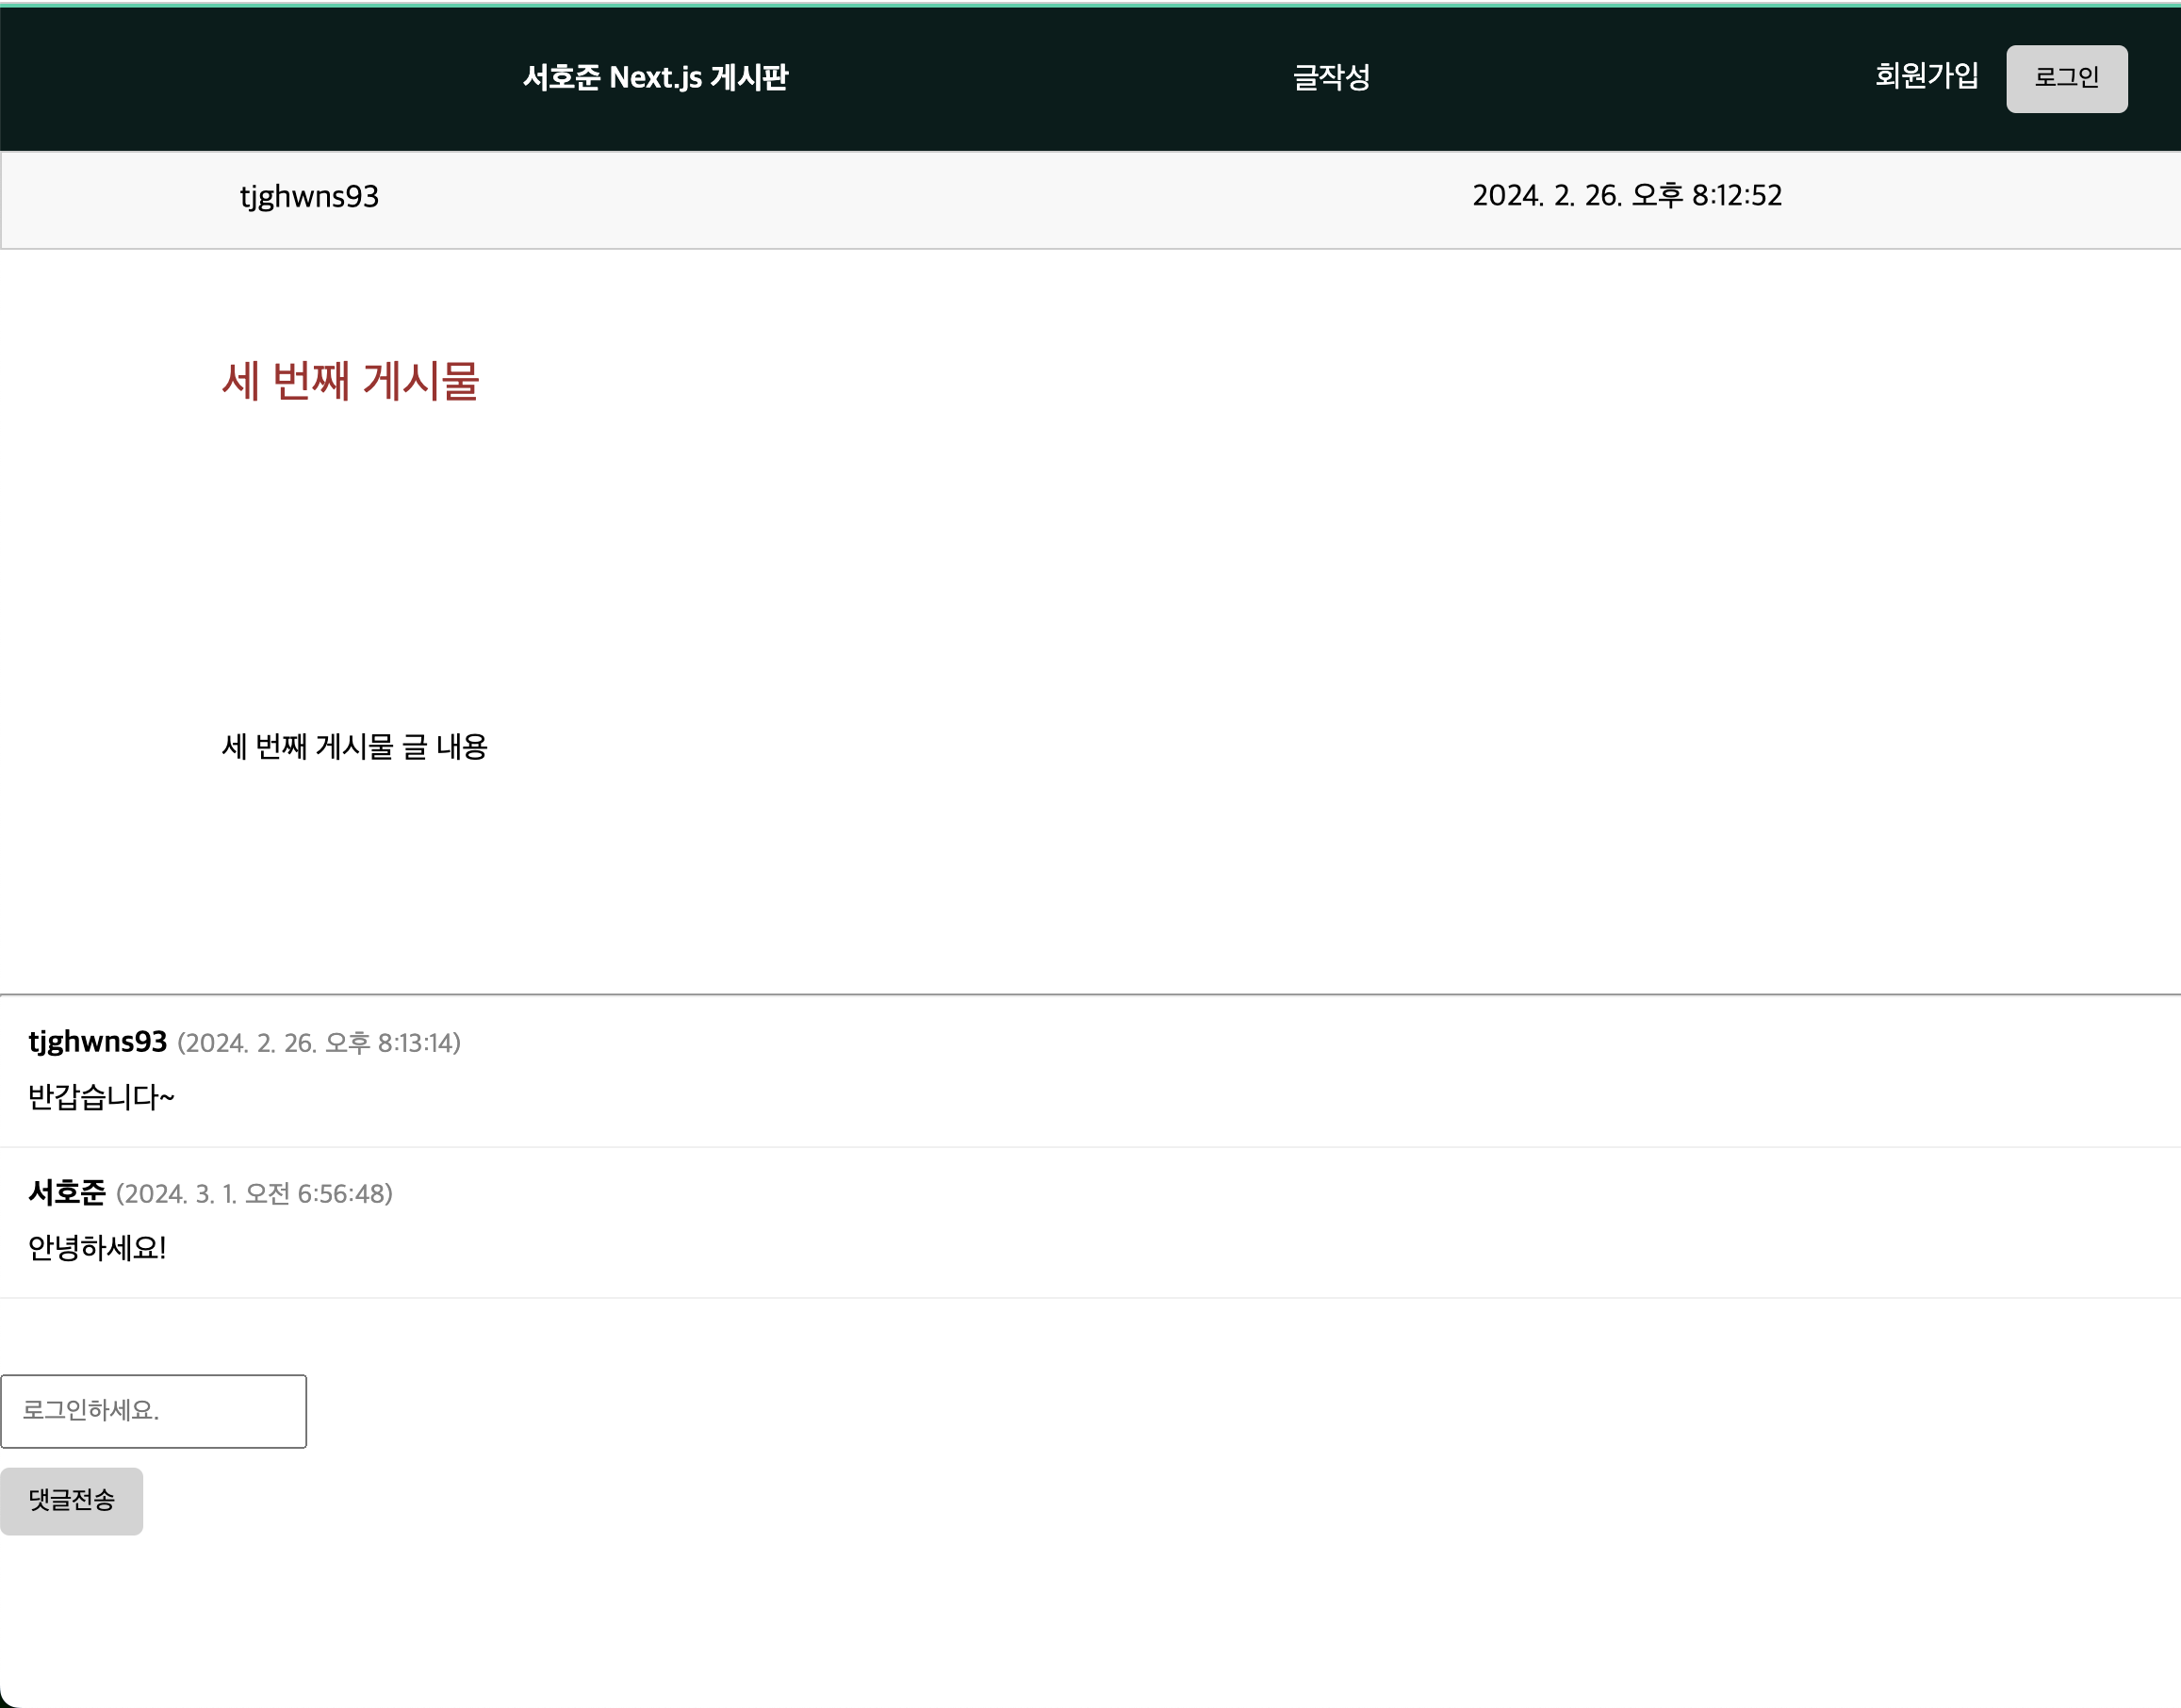 서호준 Next.js 게시판 글작성 회원가입 로그인
tjghwns93 2024. 2. 26. 오후 8:12:52
세 번째 게시물
세 번째 게시물 글 내용
tjghwns93 (2024. 2. 26. 오후 8:13:14)
반갑습니다~
서호준 (2024. 3. 1. 오전 6:56:48)
안녕하세요!
로그인하세요.
댓글전송